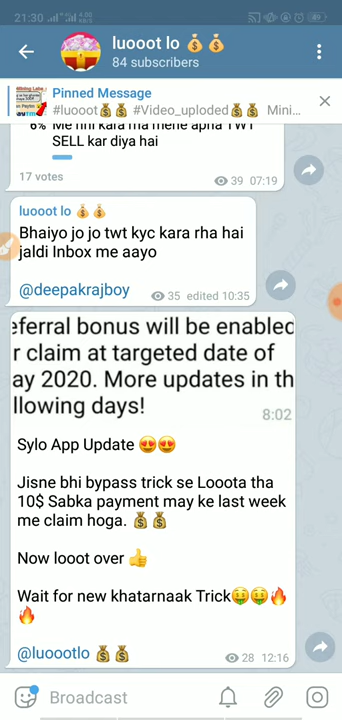 21:30
luooot lo 💰 💰
84 subscribers
Pinned Message
#luooot💰💰 #Video_uploded💰💰 Mini...
6% Me nhi kara rha mene apna TWT
SELL kar diya hai
17 votes
39 07:19
luooot lo 💰 💰
Bhaiyo jo jo twt kyc kara rha hai
jaldi Inbox me aayo
@deepakrajboy
35 edited 10:35
eferral bonus will be enabled
r claim at targeted date of
ay 2020. More updates in th
llowing days!
8:02
Sylo App Update 😍😍
Jisne bhi bypass trick se Looota tha
10$ Sabka payment may ke last week
me claim hoga. 💰💰
Now looot over 👍
Wait for new khatarnaak Trick🤑🤑🔥
🔥
@luoootlo 💰 💰
28 12:16
Broadcast